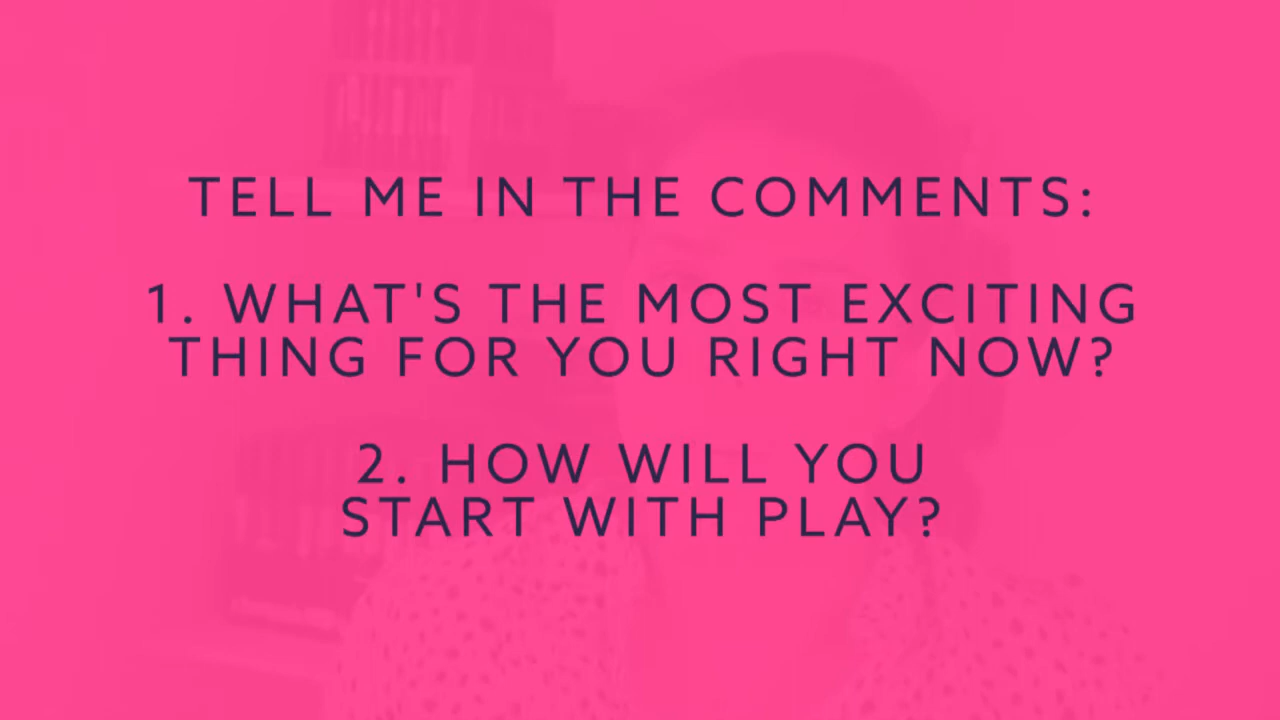 TELL ME IN THE COMMENTS:
1. WHAT'S THE MOST EXCITING
THING FOR YOU RIGHT NOW?
2. HOW WILL YOU
START WITH PLAY?